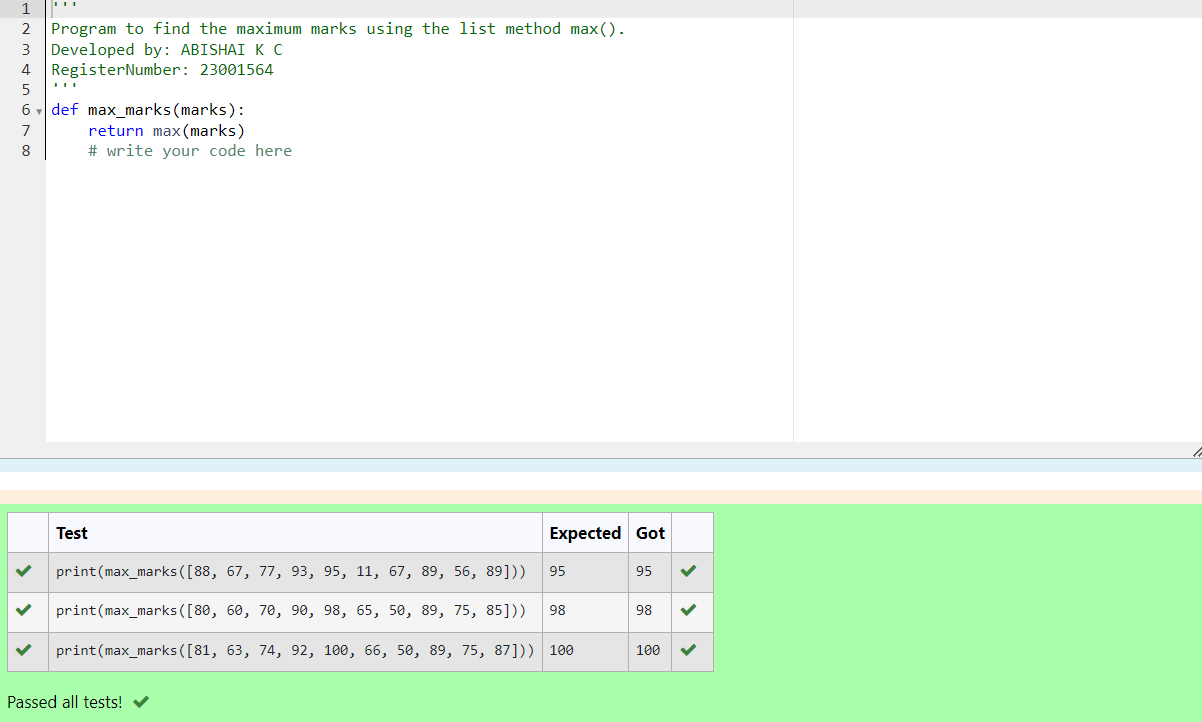 1 '''
2 Program to find the maximum marks using the list method max().
3 Developed by: ABISHAI K C
4 RegisterNumber: 23001564
5 '''
6 def max_marks(marks):
7     return max(marks)
8     # write your code here
Test Expected Got
print(max_marks([88, 67, 77, 93, 95, 11, 67, 89, 56, 89])) 95 95
print(max_marks([80, 60, 70, 90, 98, 65, 50, 89, 75, 85])) 98 98
print(max_marks([81, 63, 74, 92, 100, 66, 50, 89, 75, 87])) 100 100
Passed all tests!